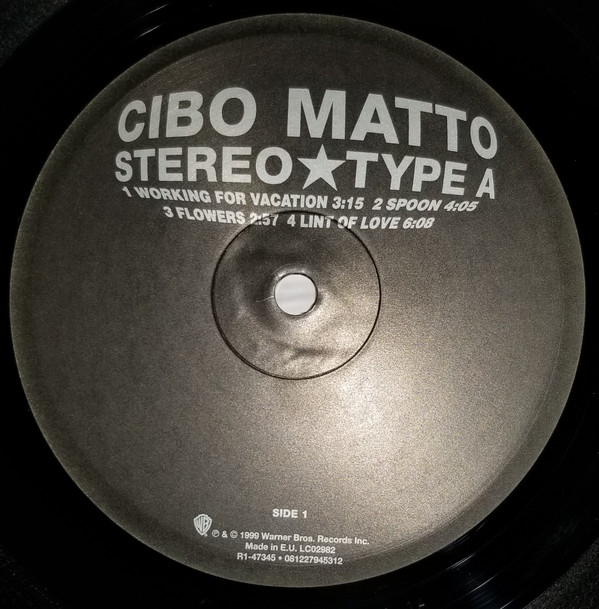 CIBO MATTO
STEREO★TYPE A
1 WORKING FOR VACATION 3:15 2 SPOON 4:05
3 FLOWERS 2:57 4 LINT OF LOVE 6:08
SIDE 1
WB ℗ & © 1999 Warner Bros. Records Inc.
Made in E.U. LC02982
R1-47345 • 081227945312